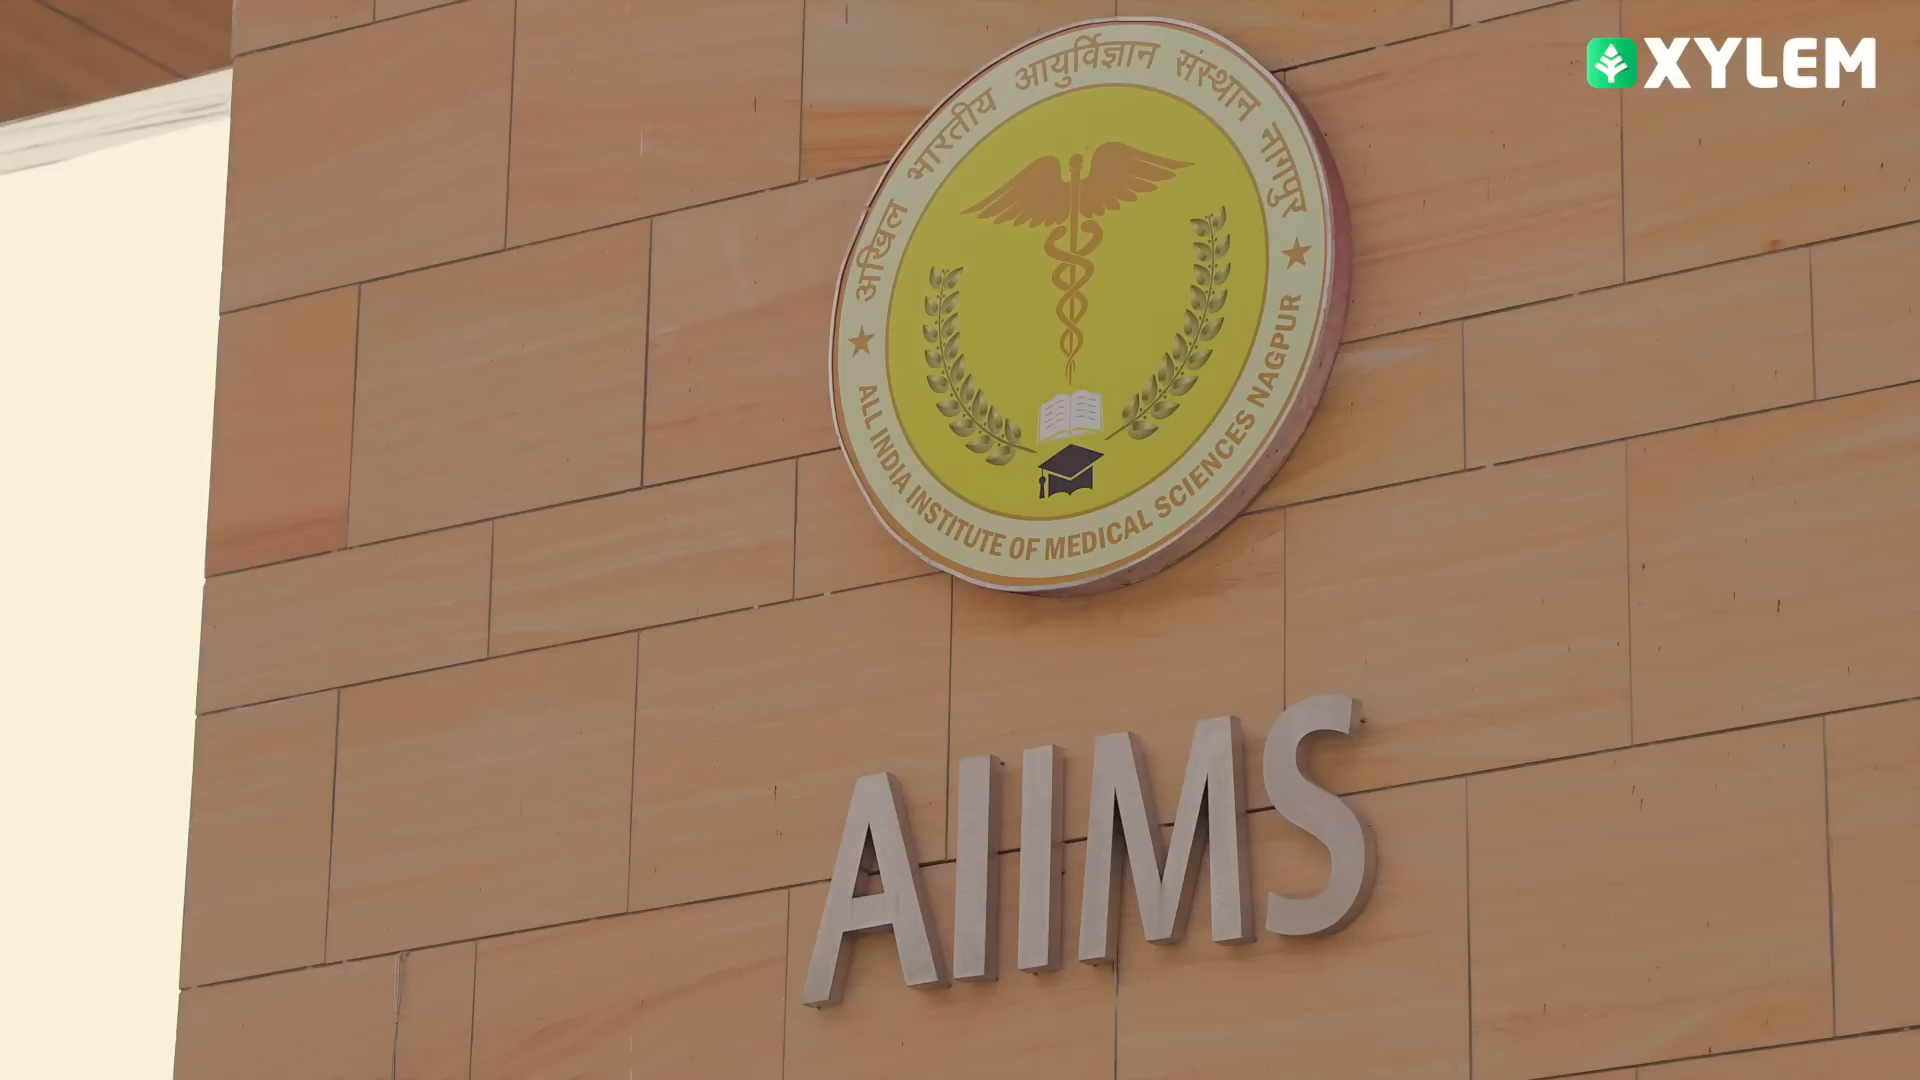 XYLEM
अखिल भारतीय आयुर्विज्ञान संस्थान नागपुर
ALL INDIA INSTITUTE OF MEDICAL SCIENCES NAGPUR
AIIMS